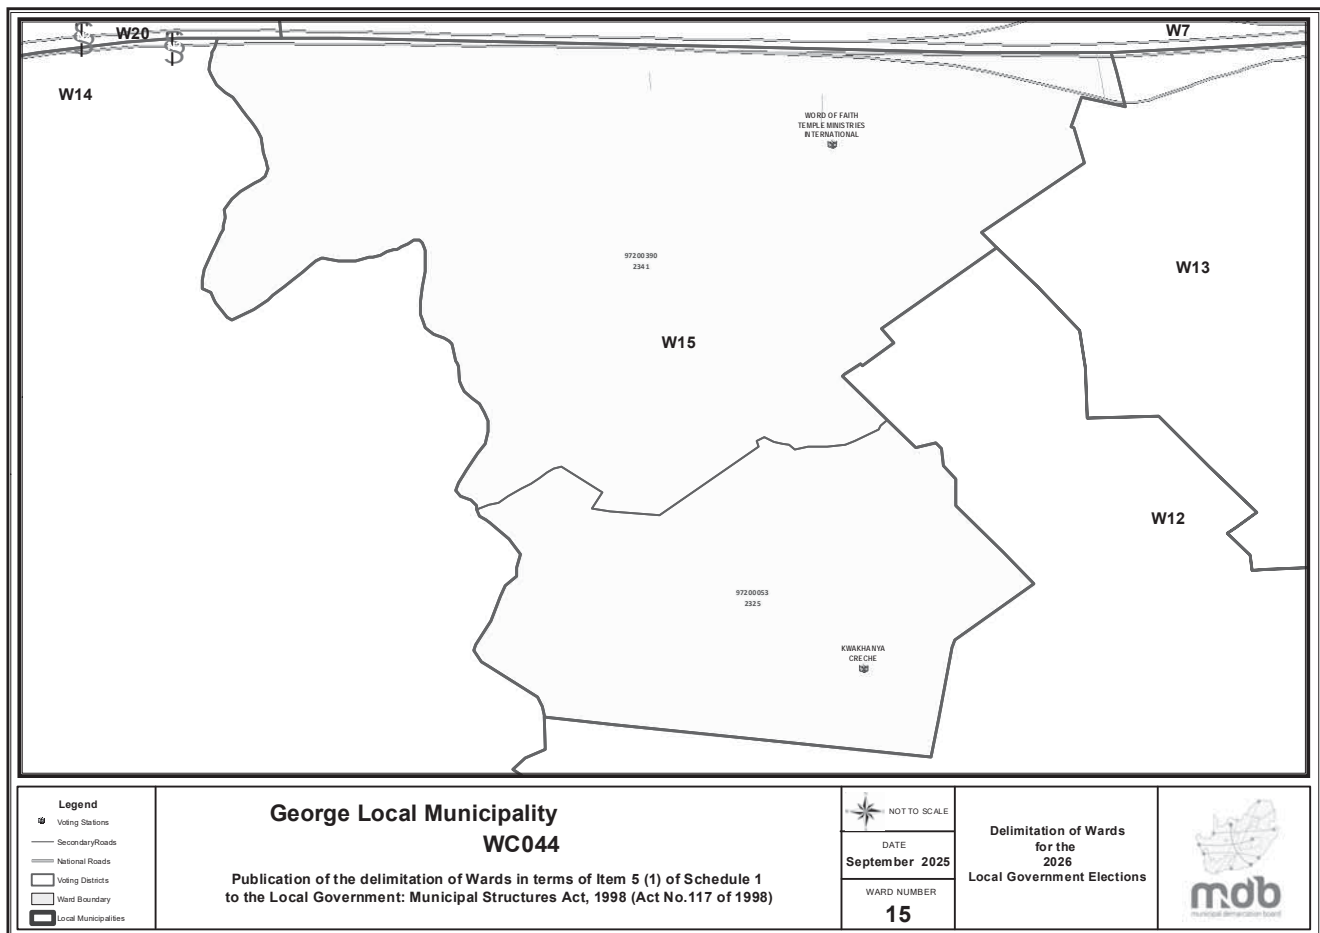 W20
W7
W14
WORD OF FAITH
TEMPLE MINISTRIES
INTERNATIONAL
97200390
2341
W13
W15
W12
97200053
2325
KWAKHANYA
CRECHE
Legend
Voting Stations
SecondaryRoads
National Roads
Voting Districts
Ward Boundary
Local Municipalities
George Local Municipality
WC044
Publication of the delimitation of Wards in terms of Item 5 (1) of Schedule 1
to the Local Government: Municipal Structures Act, 1998 (Act No.117 of 1998)
NOT TO SCALE
DATE
September 2025
WARD NUMBER
15
Delimitation of Wards
for the
2026
Local Government Elections
mdb
municipal demarcation board